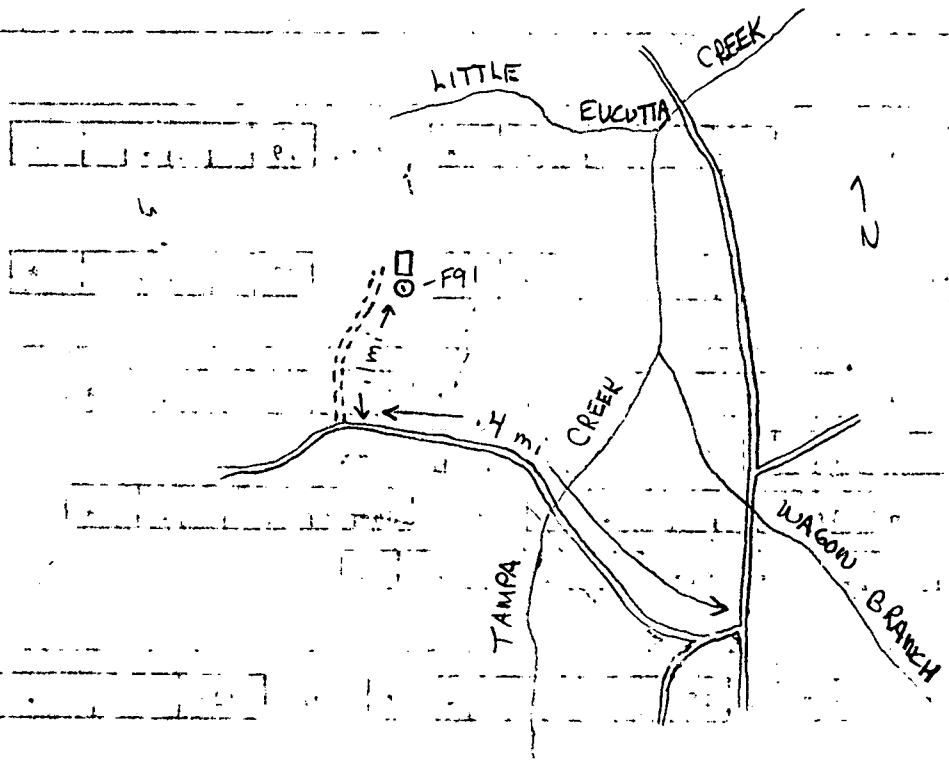 LITTLE EUCUTTA CREEK
N
F91
.1 mi
.4 mi
TAMPA CREEK
WAGON BRANCH